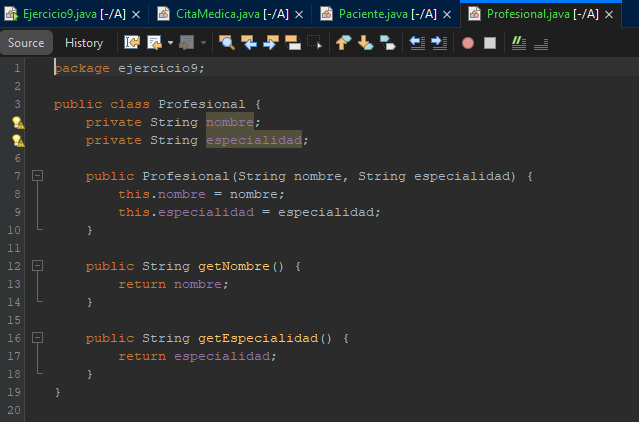 Ejercicio9.java [-/A] CitaMedica.java [-/A] Paciente.java [-/A] Profesional.java [-/A]
Source History
1 package ejercicio9;
2
3 public class Profesional {
private String nombre;
private String especialidad;
6
7 public Profesional(String nombre, String especialidad) {
8 this.nombre = nombre;
9 this.especialidad = especialidad;
10 }
11
12 public String getNombre() {
13 return nombre;
14 }
15
16 public String getEspecialidad() {
17 return especialidad;
18 }
19 }
20